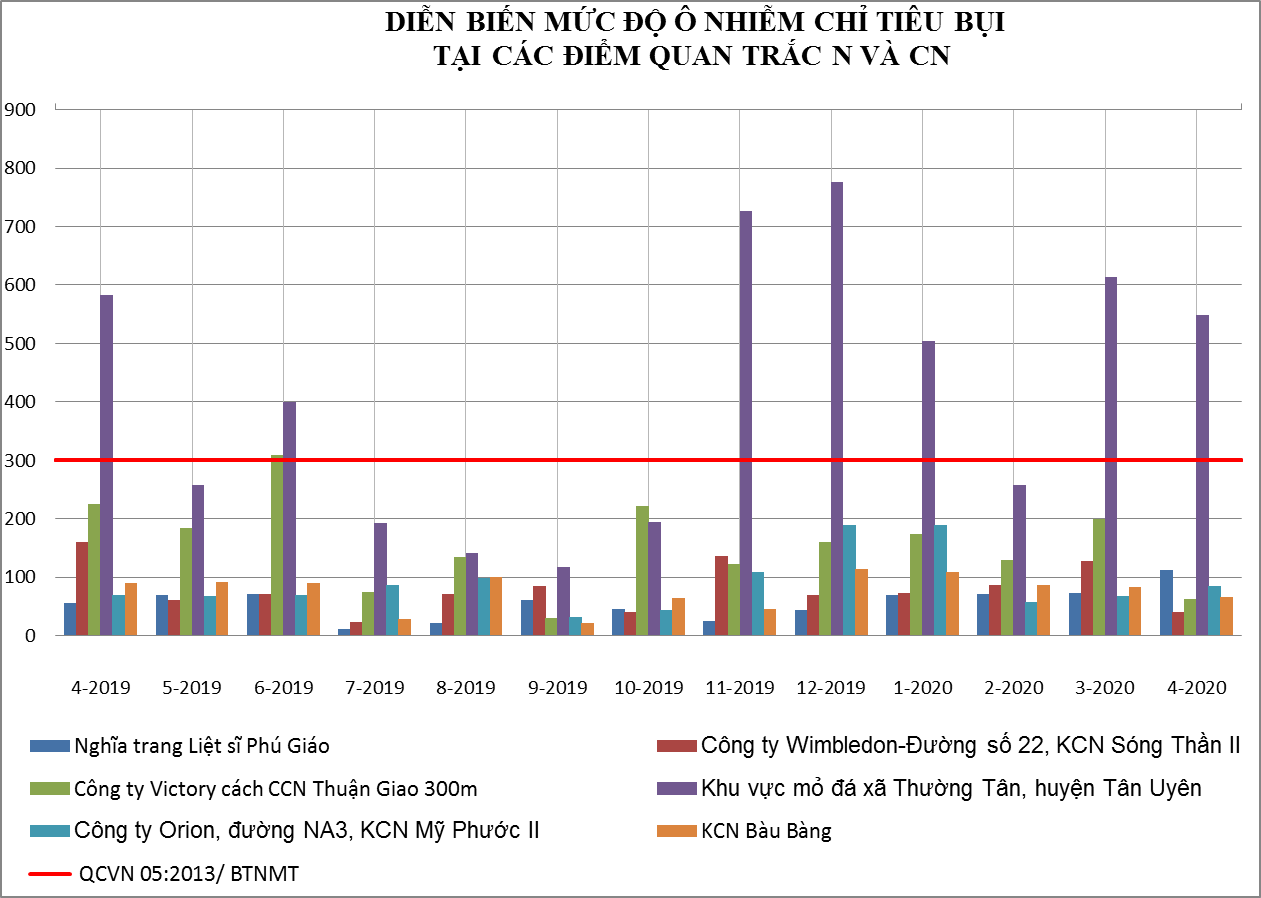 DIỄN BIẾN MỨC ĐỘ Ô NHIỄM CHỈ TIÊU BỤI
TẠI CÁC ĐIỂM QUAN TRẮC N VÀ CN
900
800
700
600
500
400
300
200
100
0
4-2019 5-2019 6-2019 7-2019 8-2019 9-2019 10-2019 11-2019 12-2019 1-2020 2-2020 3-2020 4-2020
Nghĩa trang Liệt sĩ Phú Giáo
Công ty Wimbledon-Đường số 22, KCN Sóng Thần II
Công ty Victory cách CCN Thuận Giao 300m
Khu vực mỏ đá xã Thường Tân, huyện Tân Uyên
Công ty Orion, đường NA3, KCN Mỹ Phước II
KCN Bàu Bàng
QCVN 05:2013/ BTNMT